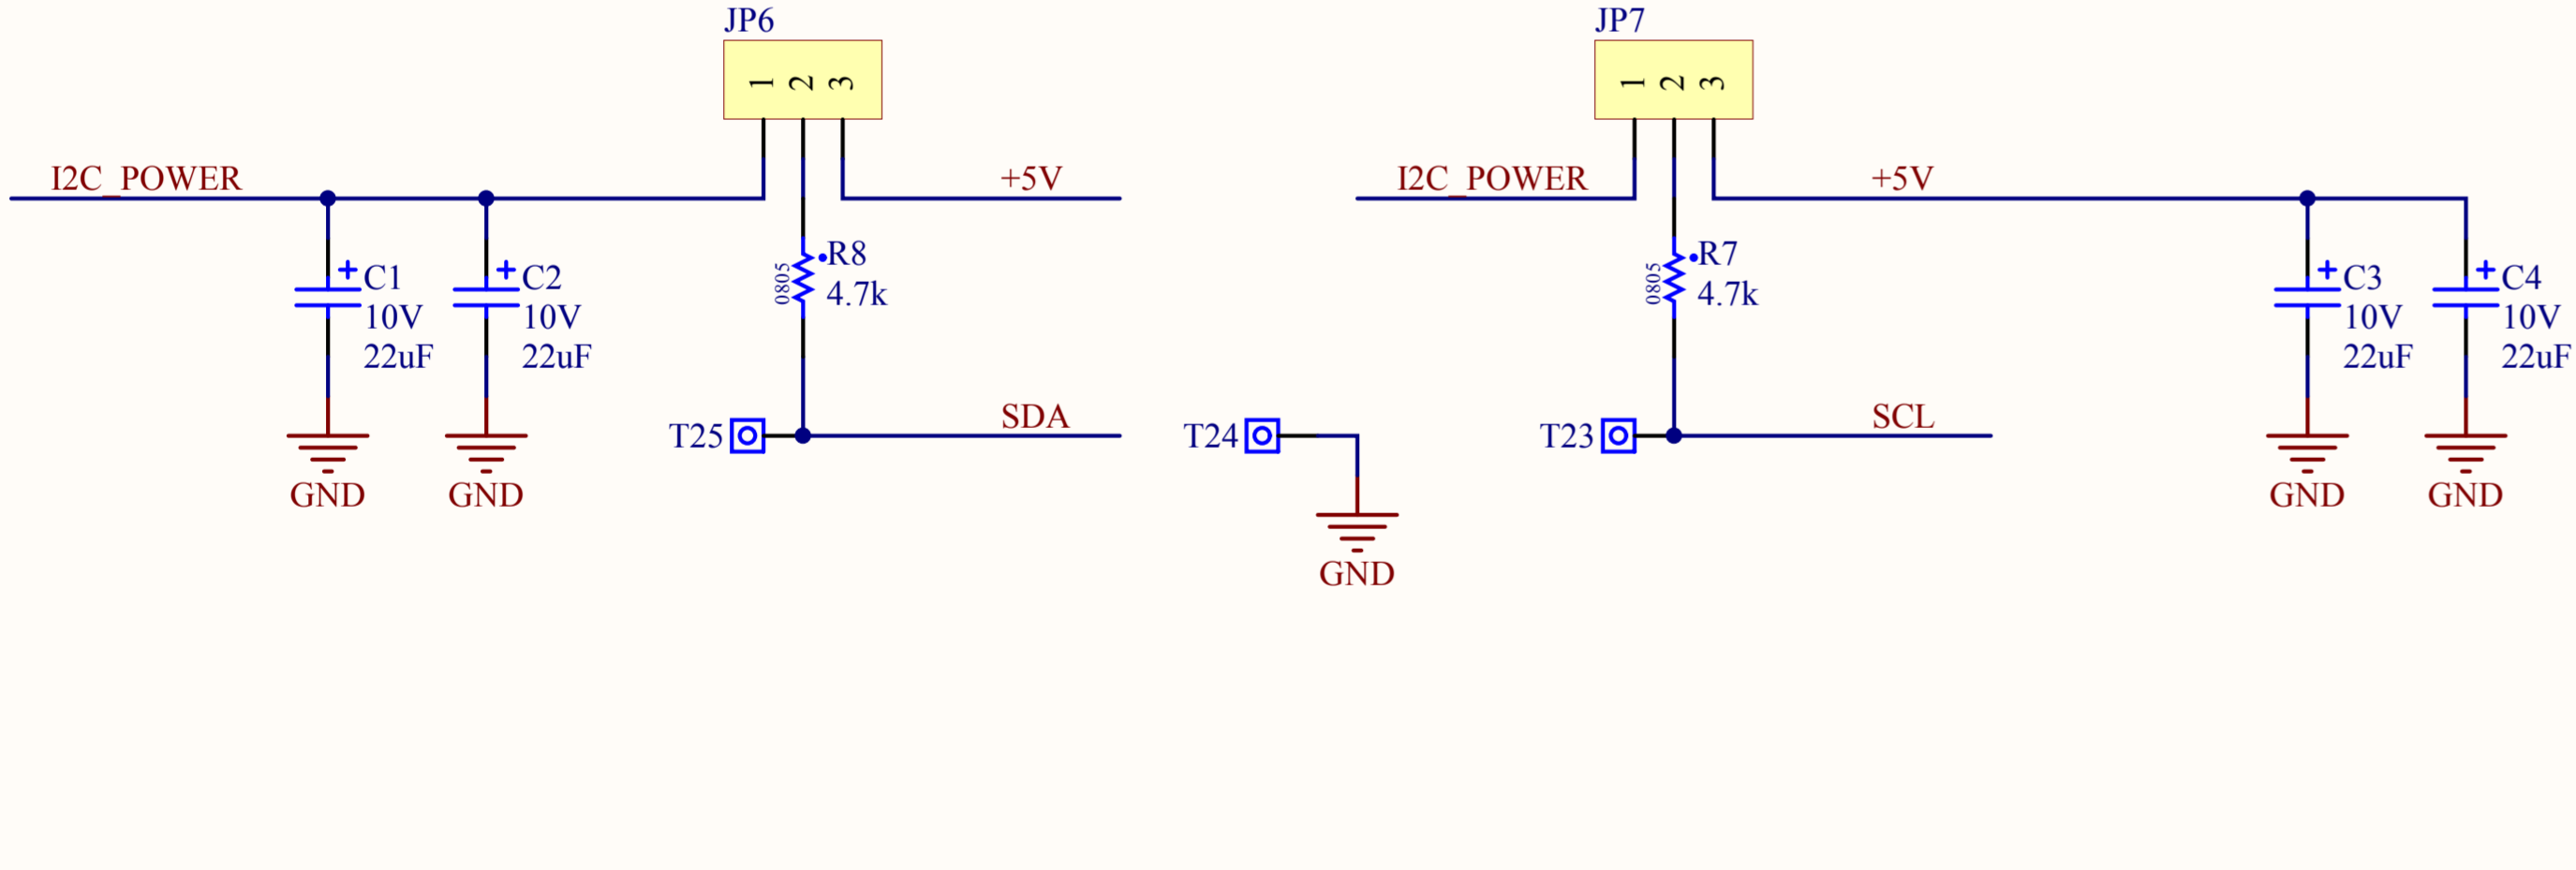 JP6
1 2 3
I2C_POWER
+5V
C1
10V
22uF
GND
C2
10V
22uF
GND
0805
R8
4.7k
T25
SDA
T24
GND
JP7
1 2 3
I2C_POWER
+5V
0805
R7
4.7k
T23
SCL
C3
10V
22uF
GND
C4
10V
22uF
GND